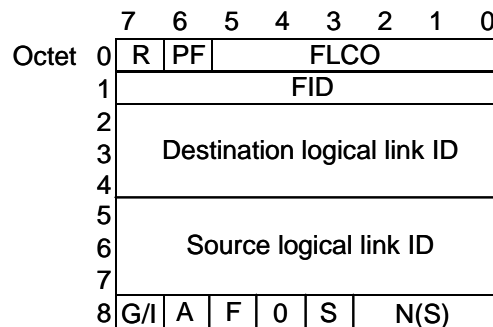 7 6 5 4 3 2 1 0
Octet 0 R PF FLCO
1 FID
2
3 Destination logical link ID
4
5
6 Source logical link ID
7
8 G/I A F 0 S N(S)